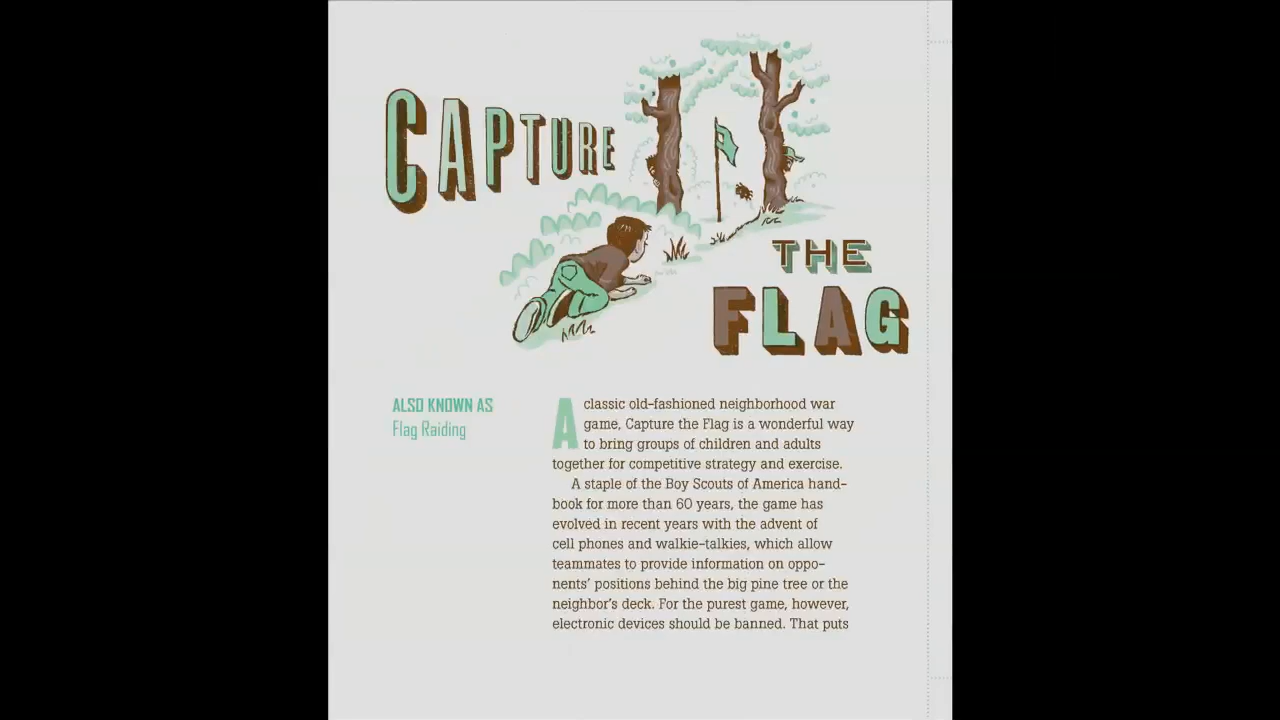 CAPTURE
THE
FLAG
ALSO KNOWN AS
Flag Raiding
A classic old-fashioned neighborhood war
game, Capture the Flag is a wonderful way
to bring groups of children and adults
together for competitive strategy and exercise.
A staple of the Boy Scouts of America hand-
book for more than 60 years, the game has
evolved in recent years with the advent of
cell phones and walkie-talkies, which allow
teammates to provide information on oppo-
nents' positions behind the big pine tree or the
neighbor's deck. For the purest game, however,
electronic devices should be banned. That puts